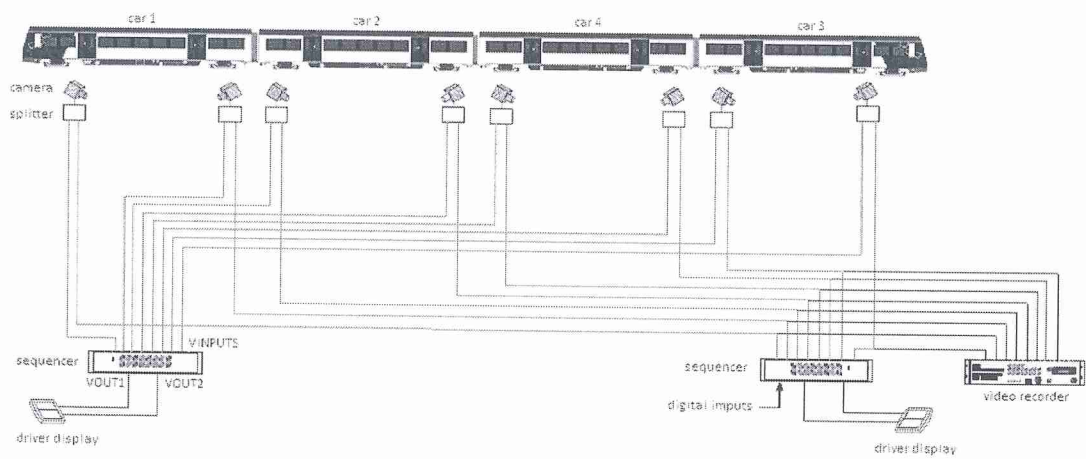 car 1
car 2
car 4
car 3
camera
splitter
VINPUTS
sequencer
VOUT1
VOUT2
sequencer
digital imputs
video recorder
driver display
driver display